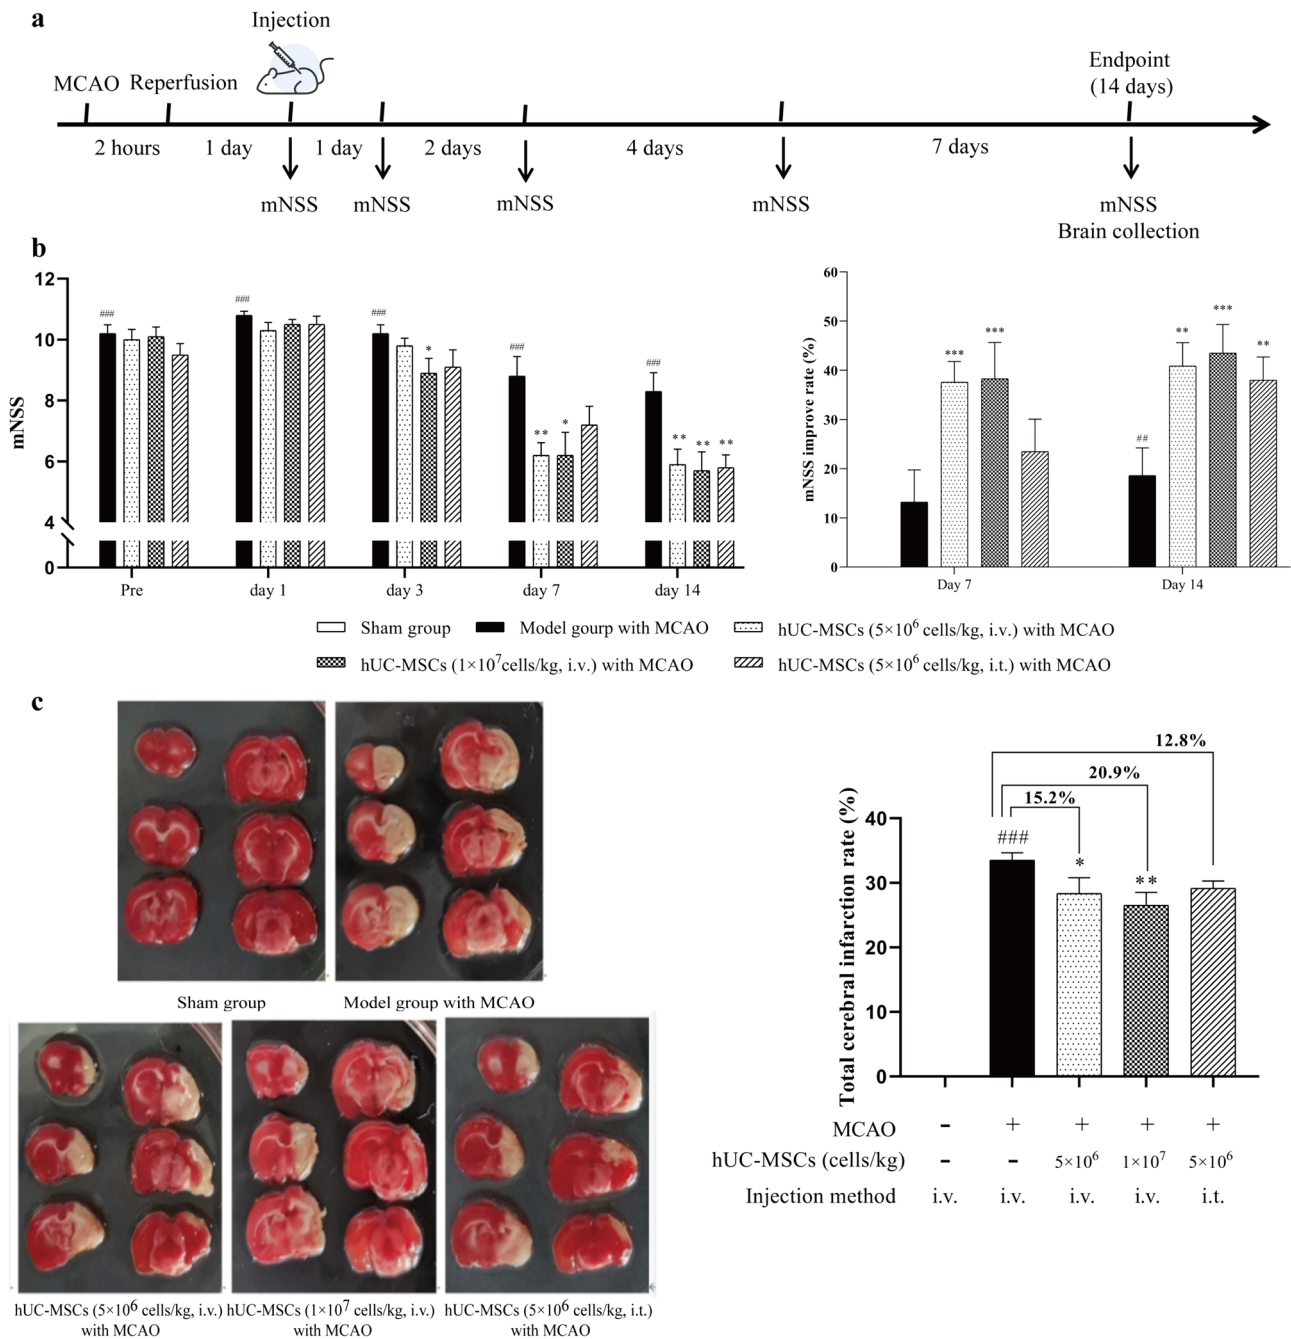 a
Injection
Endpoint
(14 days)
MCAO Reperfusion
2 hours 1 day 1 day 2 days 4 days 7 days
mNSS mNSS mNSS mNSS mNSS
Brain collection
b
mNSS
12
10
8
6
4
0
### ### ### * ### ** * ### ** ** **
Pre day 1 day 3 day 7 day 14
mNSS improve rate (%)
60
50
40
30
20
10
0
*** *** ## ** *** **
Day 7 Day 14
Sham group Model gourp with MCAO hUC-MSCs (5×10⁶ cells/kg, i.v.) with MCAO
hUC-MSCs (1×10⁷cells/kg, i.v.) with MCAO hUC-MSCs (5×10⁶ cells/kg, i.t.) with MCAO
c
Sham group Model group with MCAO
hUC-MSCs (5×10⁶ cells/kg, i.v.) hUC-MSCs (1×10⁷ cells/kg, i.v.) hUC-MSCs (5×10⁶ cells/kg, i.t.)
with MCAO with MCAO with MCAO
Total cerebral infarction rate (%)
12.8%
20.9%
15.2%
40
30
20
10
0
### * **
MCAO - + + + +
hUC-MSCs (cells/kg) - - 5×10⁶ 1×10⁷ 5×10⁶
Injection method i.v. i.v. i.v. i.v. i.t.